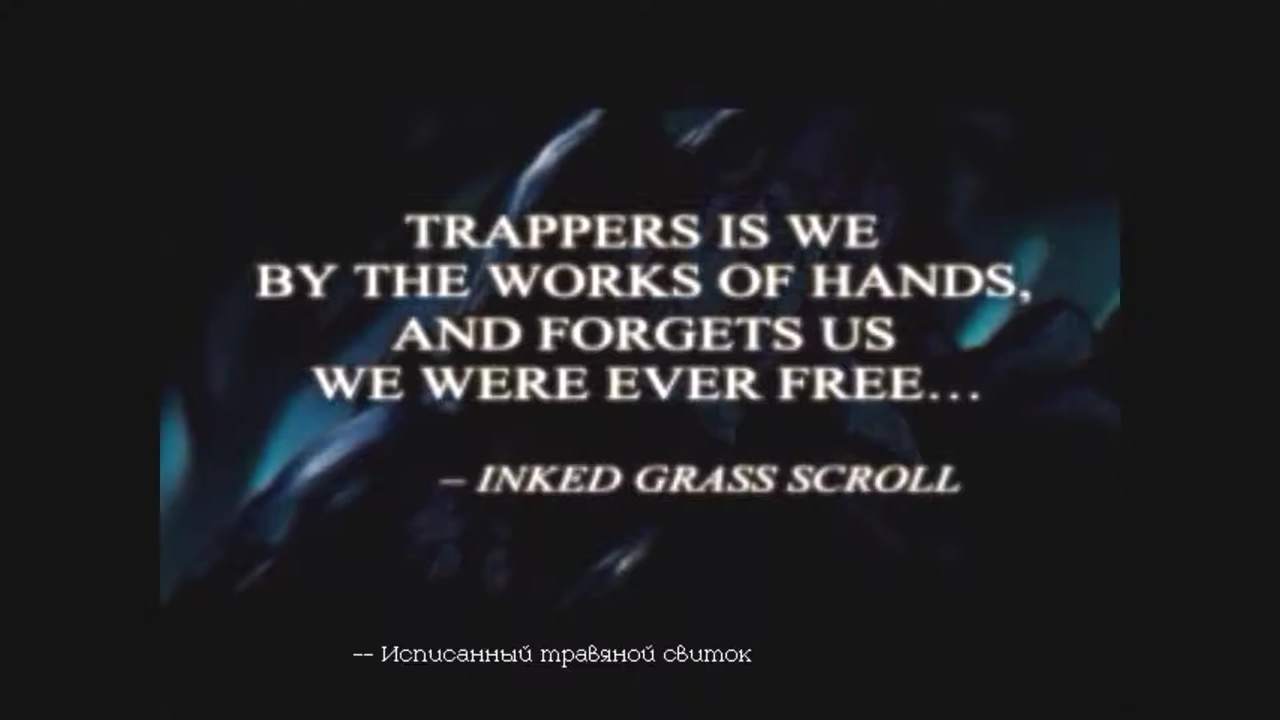 TRAPPERS IS WE
BY THE WORKS OF HANDS,
AND FORGETS US
WE WERE EVER FREE...
– INKED GRASS SCROLL
-- Исписанный травяной свиток